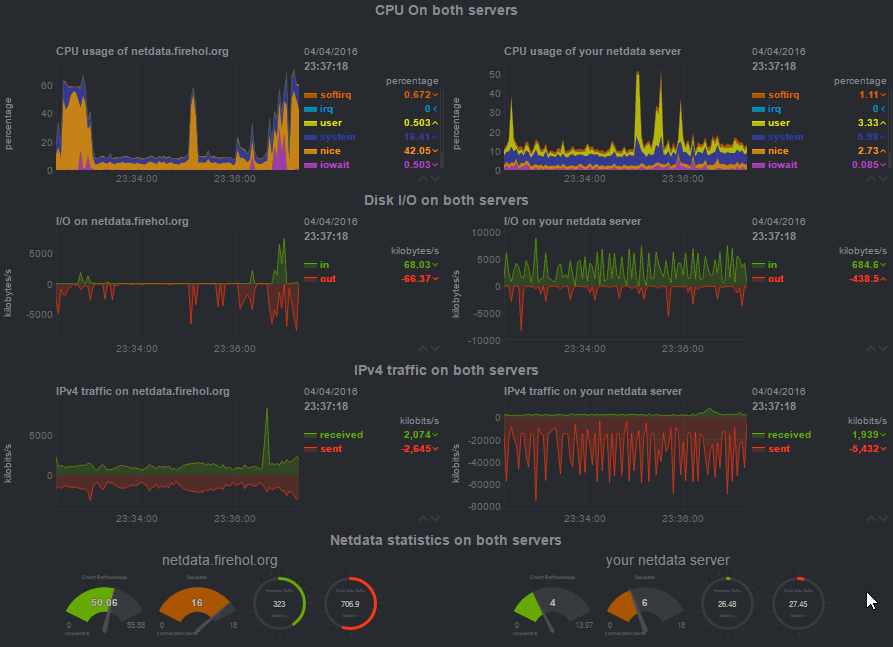 CPU On both servers
CPU usage of netdata.firehol.org
04/04/2016
23:37:18
percentage
percentage
60
40
20
0
23:34:00
23:36:00
softirq 0.672
irq 0
user 0.503
system 16.41
nice 42.05
iowait 0.503
CPU usage of your netdata server
04/04/2016
23:37:18
percentage
percentage
50
40
30
20
10
0
23:34:00
23:36:00
softirq 1.11
irq 0
user 3.33
system 5.98
nice 2.73
iowait 0.085
Disk I/O on both servers
I/O on netdata.firehol.org
04/04/2016
23:37:18
kilobytes/s
kilobytes/s
5000
0
-5000
23:34:00
23:36:00
in 68.03
out -66.37
I/O on your netdata server
04/04/2016
23:37:18
kilobytes/s
kilobytes/s
10000
5000
0
-5000
-10000
23:34:00
23:36:00
in 684.6
out -438.5
IPv4 traffic on both servers
IPv4 traffic on netdata.firehol.org
04/04/2016
23:37:18
kilobits/s
kilobits/s
5000
0
23:34:00
23:36:00
received 2,074
sent -2,645
IPv4 traffic on your netdata server
04/04/2016
23:37:18
kilobits/s
kilobits/s
0
-20000
-40000
-60000
-80000
23:34:00
23:36:00
received 1,939
sent -5,432
Netdata statistics on both servers
netdata.firehol.org
Chart Refreshes/s
50.06
0
85.88
requests/s
Sockets
16
0
18
connected clients
323
706.9
your netdata server
Chart Refreshes/s
4
0
13.97
requests/s
Sockets
6
0
18
connected clients
26.48
27.45